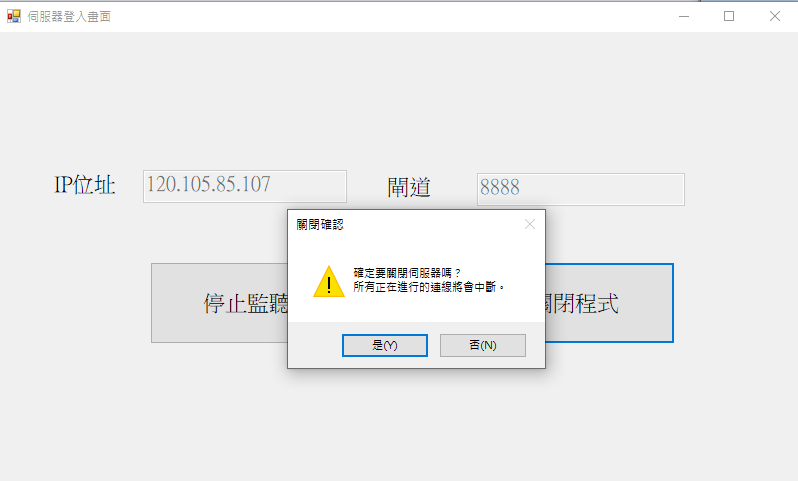 伺服器登入畫面
IP位址
120.105.85.107
閘道
8888
關閉確認
確定要關閉伺服器嗎？
所有正在進行的連線將會中斷。
是(Y)
否(N)
停止監聽
關閉程式